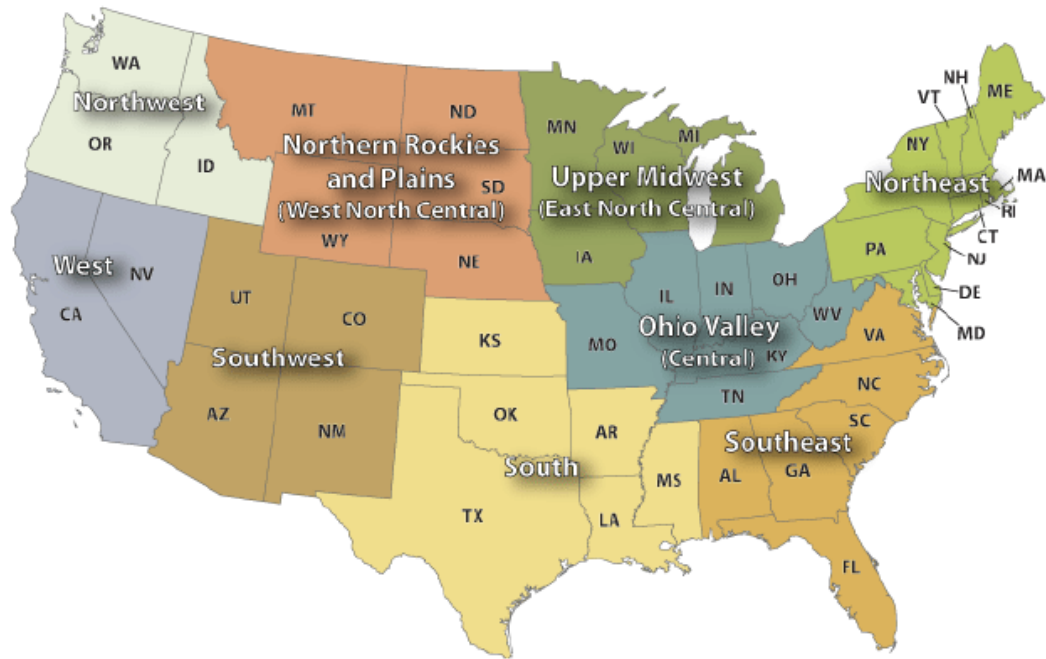 WA
Northwest
OR
ID
MT
ND
Northern Rockies
and Plains
(West North Central)
SD
WY
NE
MN
WI
MI
Upper Midwest
(East North Central)
IA
NH
VT
ME
NY
Northeast
MA
RI
CT
NJ
PA
DE
MD
West
NV
CA
UT
CO
Southwest
AZ
NM
KS
OK
AR
South
TX
LA
MS
IL
IN
OH
WV
Ohio Valley
(Central)
MO
KY
TN
VA
NC
SC
Southeast
AL
GA
FL